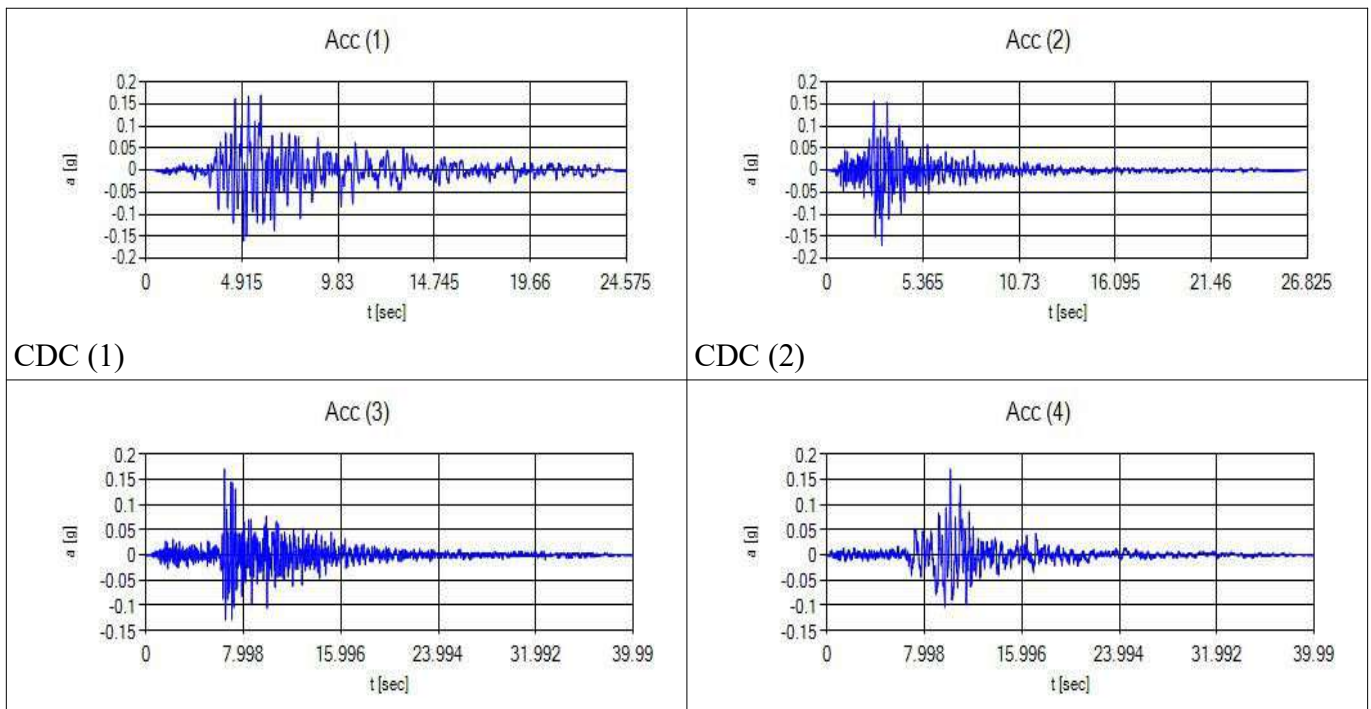 Acc (1)
0.2
0.15
0.1
0.05
0
-0.05
-0.1
-0.15
-0.2
a [g]
0 4.915 9.83 14.745 19.66 24.575
t [sec]
CDC (1)
Acc (2)
0.2
0.15
0.1
0.05
0
-0.05
-0.1
-0.15
-0.2
a [g]
0 5.365 10.73 16.095 21.46 26.825
t [sec]
CDC (2)
Acc (3)
0.2
0.15
0.1
0.05
0
-0.05
-0.1
-0.15
a [g]
0 7.998 15.996 23.994 31.992 39.99
t [sec]
Acc (4)
0.2
0.15
0.1
0.05
0
-0.05
-0.1
-0.15
a [g]
0 7.998 15.996 23.994 31.992 39.99
t [sec]